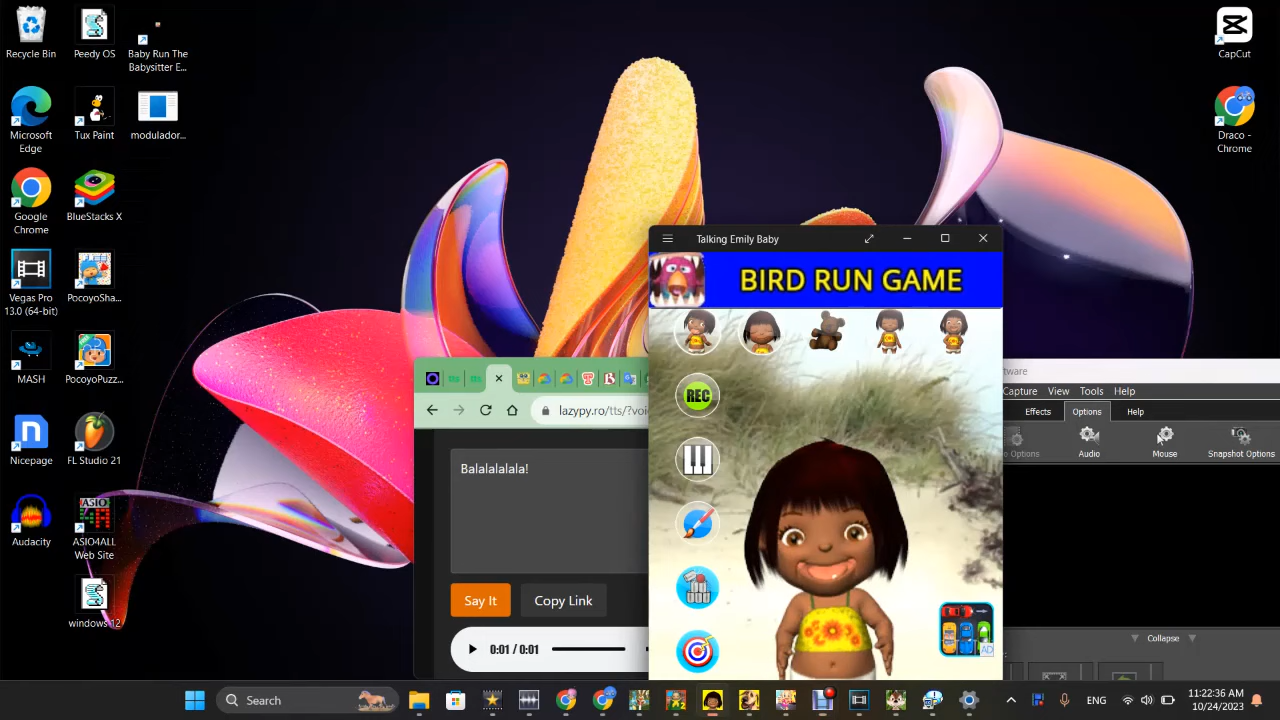 Recycle Bin
Peedy OS
Baby Run The
Babysitter E...
Microsoft
Edge
Tux Paint
modulador...
Google
Chrome
BlueStacks X
Vegas Pro
13.0 (64-bit)
PocoyoSha...
MASH
PocoyoPuzz...
Nicepage
FL Studio 21
Audacity
ASIO4ALL
Web Site
windows 12
CapCut
Draco -
Chrome
Talking Emily Baby
BIRD RUN GAME
REC
AD
lazypy.ro/tts/?voi
Balalalalala!
Say It
Copy Link
0:01 / 0:01
tware
Capture View Tools Help
Effects Options Help
Options Audio Mouse Snapshot Options
Collapse
Search
ENG
11:22:36 AM
10/24/2023